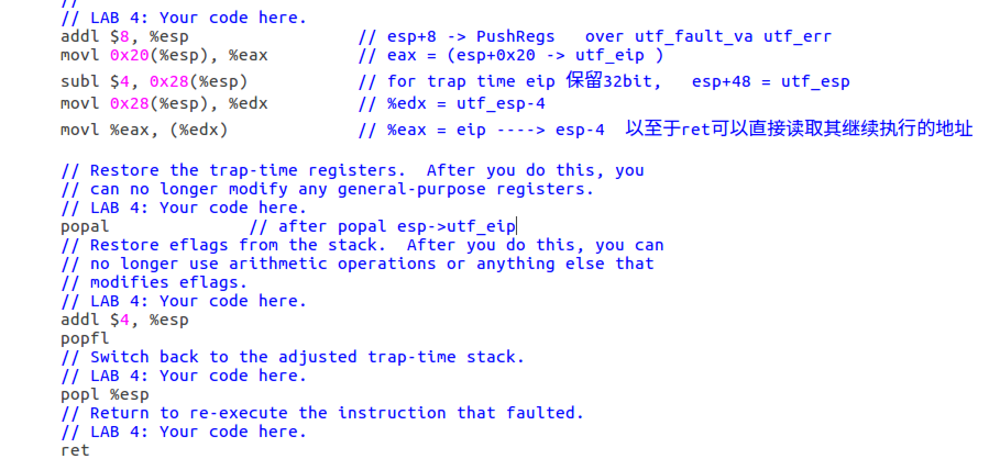 //
// LAB 4: Your code here.
addl $8, %esp // esp+8 -> PushRegs over utf_fault_va utf_err
movl 0x20(%esp), %eax // eax = (esp+0x20 -> utf_eip )
subl $4, 0x28(%esp) // for trap time eip 保留32bit, esp+48 = utf_esp
movl 0x28(%esp), %edx // %edx = utf_esp-4
movl %eax, (%edx) // %eax = eip ----> esp-4 以至于ret可以直接读取其继续执行的地址
// Restore the trap-time registers. After you do this, you
// can no longer modify any general-purpose registers.
// LAB 4: Your code here.
popal // after popal esp->utf_eip
// Restore eflags from the stack. After you do this, you can
// no longer use arithmetic operations or anything else that
// modifies eflags.
// LAB 4: Your code here.
addl $4, %esp
popfl
// Switch back to the adjusted trap-time stack.
// LAB 4: Your code here.
popl %esp
// Return to re-execute the instruction that faulted.
// LAB 4: Your code here.
ret